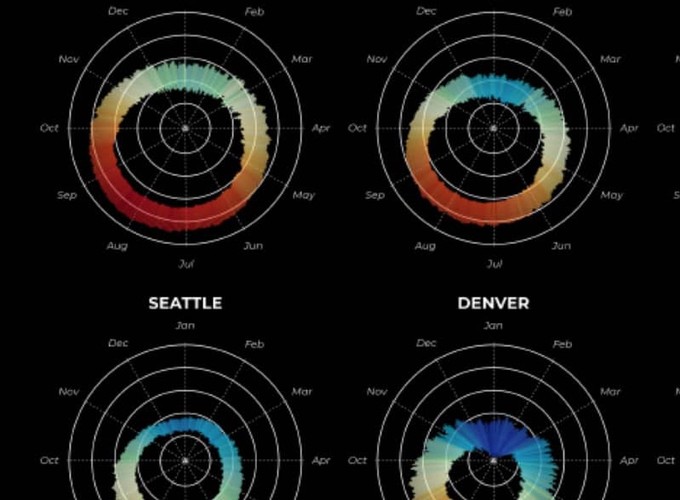 Dec Feb Dec Feb
Nov Mar Nov Mar
Oct Apr Oct Apr Oct
Sep May Sep May
Aug Jun Aug Jun
Jul Jul
SEATTLE DENVER
Jan Jan
Dec Feb Dec Feb
Nov Mar Nov Mar
Oct Apr Oct Apr Oct